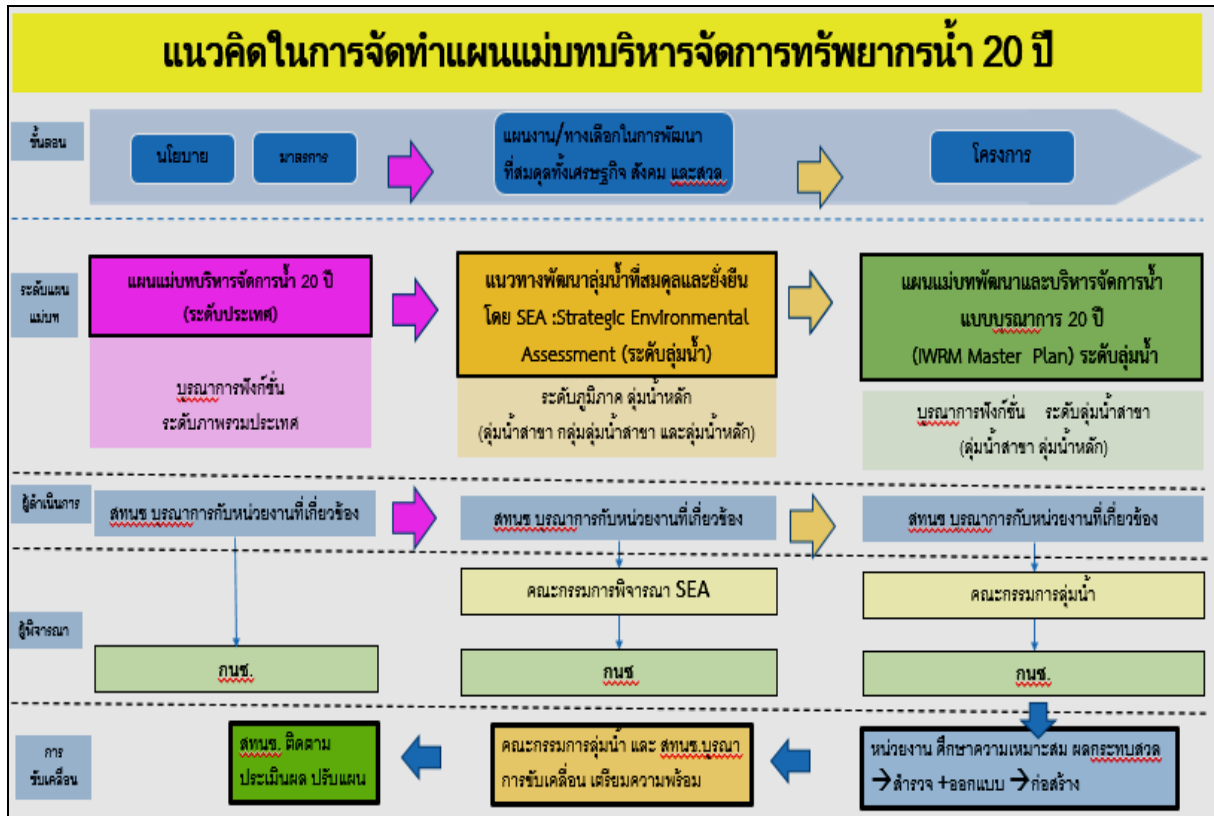 แนวคิดในการจัดทำแผนแม่บทบริหารจัดการทรัพยากรน้ำ 20 ปี
ขั้นตอน
นโยบาย
มาตรการ
แผนงาน/ทางเลือกในการพัฒนา
ที่สมดุลทั้งเศรษฐกิจ สังคม และสวล
โครงการ
ระดับแผน
แม่บท
แผนแม่บทบริหารจัดการน้ำ 20 ปี
(ระดับประเทศ)
บูรณาการฟังก์ชั่น
ระดับภาพรวมประเทศ
แนวทางพัฒนาลุ่มน้ำที่สมดุลและยั่งยืน
โดย SEA :Strategic Environmental
Assessment (ระดับลุ่มน้ำ)
ระดับภูมิภาค ลุ่มน้ำหลัก
(ลุ่มน้ำสาขา กลุ่มลุ่มน้ำสาขา และลุ่มน้ำหลัก)
แผนแม่บทพัฒนาและบริหารจัดการน้ำ
แบบบูรณาการ 20 ปี
(IWRM Master Plan) ระดับลุ่มน้ำ
บูรณาการฟังก์ชั่น ระดับลุ่มน้ำสาขา
(ลุ่มน้ำสาขา ลุ่มน้ำหลัก)
ผู้ดำเนินการ
สทนช บูรณาการกับหน่วยงานที่เกี่ยวข้อง
สทนช บูรณาการกับหน่วยงานที่เกี่ยวข้อง
สทนช บูรณาการกับหน่วยงานที่เกี่ยวข้อง
ผู้พิจารณา
คณะกรรมการพิจารณา SEA
คณะกรรมการลุ่มน้ำ
กนช.
กนช
กนช.
การ
ขับเคลื่อน
สทนช. ติดตาม
ประเมินผล ปรับแผน
คณะกรรมการลุ่มน้ำ และ สทนช.บูรณา
การขับเคลื่อน เตรียมความพร้อม
หน่วยงาน ศึกษาความเหมาะสม ผลกระทบสวล
→สำรวจ +ออกแบบ →ก่อสร้าง